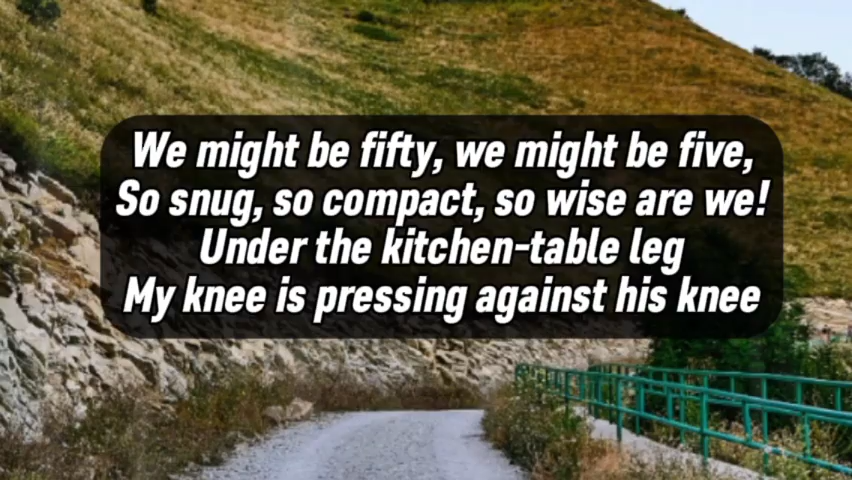 We might be fifty, we might be five,
So snug, so compact, so wise are we!
Under the kitchen-table leg
My knee is pressing against his knee